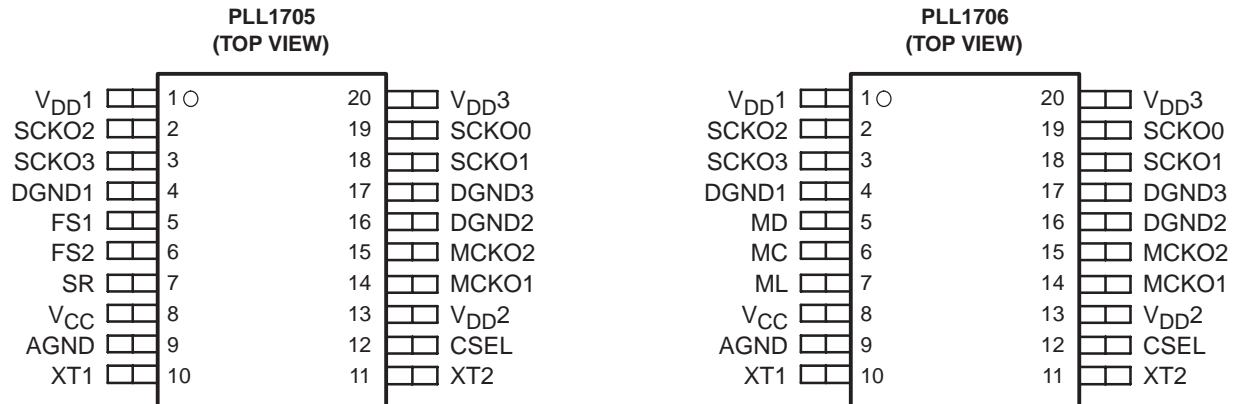 PLL1705
(TOP VIEW)
VDD1 1 20 VDD3
SCKO2 2 19 SCKO0
SCKO3 3 18 SCKO1
DGND1 4 17 DGND3
FS1 5 16 DGND2
FS2 6 15 MCKO2
SR 7 14 MCKO1
VCC 8 13 VDD2
AGND 9 12 CSEL
XT1 10 11 XT2
PLL1706
(TOP VIEW)
VDD1 1 20 VDD3
SCKO2 2 19 SCKO0
SCKO3 3 18 SCKO1
DGND1 4 17 DGND3
MD 5 16 DGND2
MC 6 15 MCKO2
ML 7 14 MCKO1
VCC 8 13 VDD2
AGND 9 12 CSEL
XT1 10 11 XT2